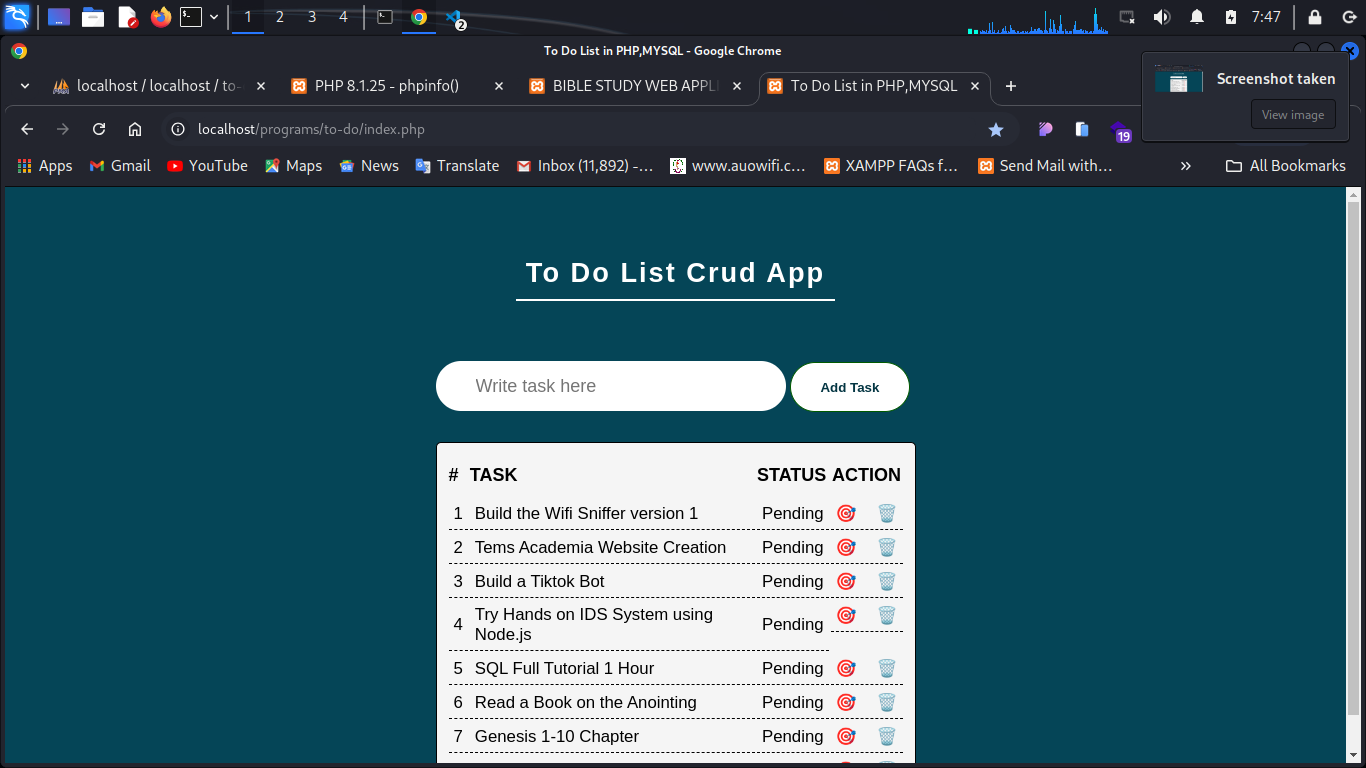 1 2 3 4 2 7:47
To Do List in PHP,MYSQL - Google Chrome
localhost / localhost / to- PHP 8.1.25 - phpinfo() BIBLE STUDY WEB APPL To Do List in PHP,MYSQL
Screenshot taken
View image
localhost/programs/to-do/index.php 19
Apps Gmail YouTube Maps News Translate Inbox (11,892) -... www.auowifi.c... XAMPP FAQs f... Send Mail with... » All Bookmarks
To Do List Crud App
Write task here Add Task
# TASK STATUS ACTION
1 Build the Wifi Sniffer version 1 Pending
2 Tems Academia Website Creation Pending
3 Build a Tiktok Bot Pending
4 Try Hands on IDS System using Pending
Node.js
5 SQL Full Tutorial 1 Hour Pending
6 Read a Book on the Anointing Pending
7 Genesis 1-10 Chapter Pending